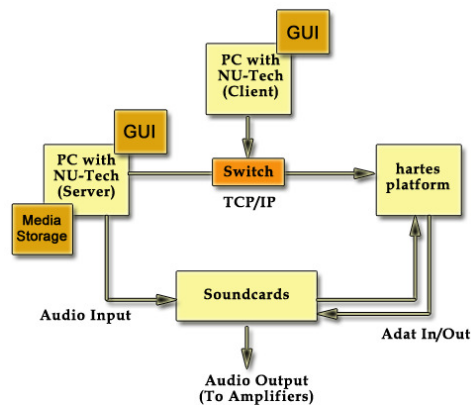 GUI
PC with
NU-Tech
(Client)
GUI
PC with
NU-Tech
(Server)
Switch
hartes
platform
Media
Storage
TCP/IP
Soundcards
Audio Input
Adat In/Out
Audio Output
(To Amplifiers)